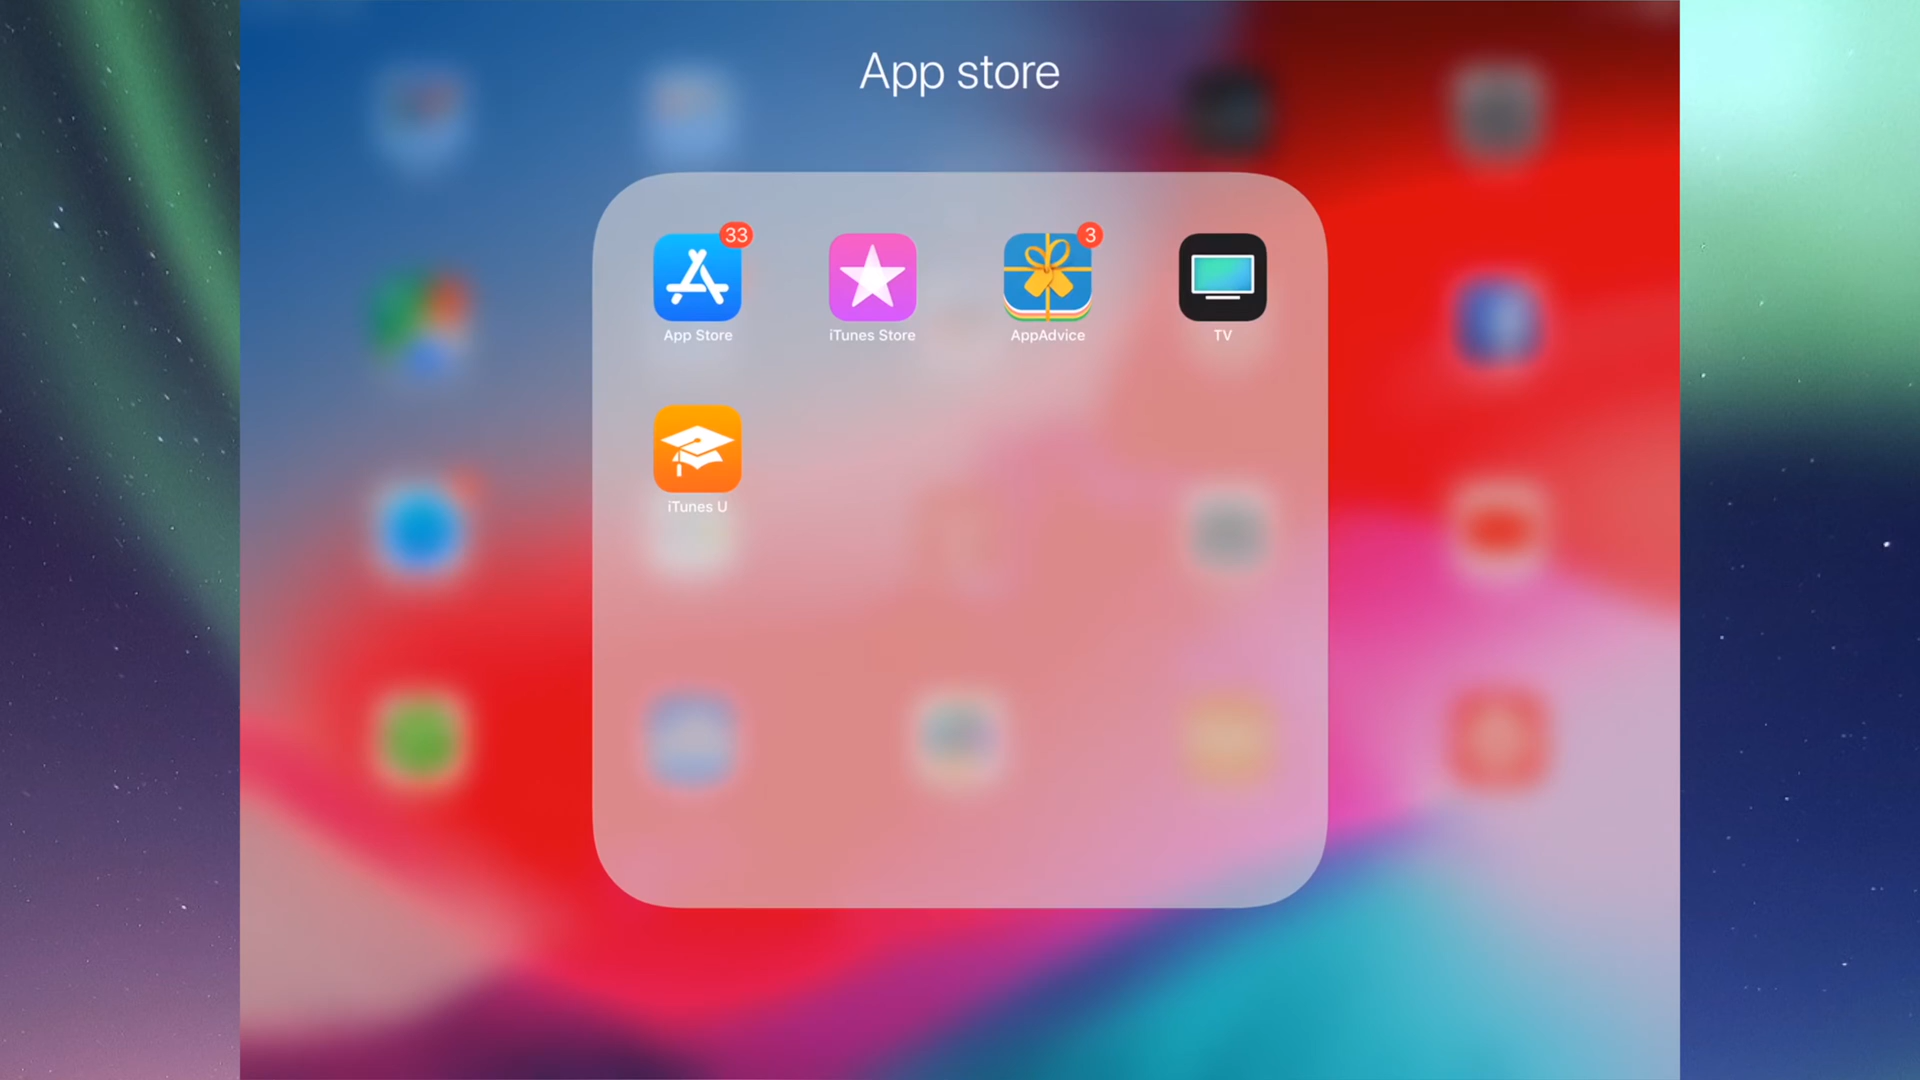 App store
33
3
App Store
iTunes Store
AppAdvice
TV
iTunes U